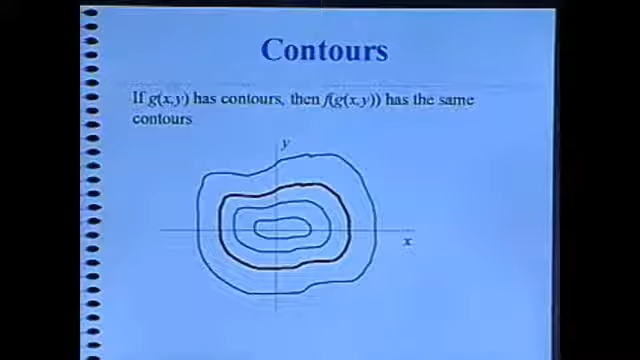 Contours
If g(x,y) has contours, then f(g(x,y)) has the same
contours
y
x